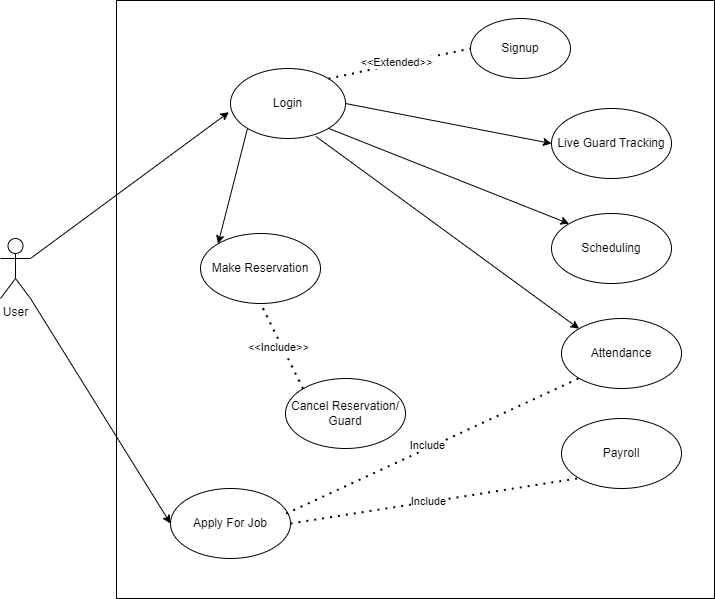 Signup
<<Extended>>
Login
Live Guard Tracking
Scheduling
Make Reservation
User
<<Include>>
Attendance
Cancel Reservation/
Guard
Include
Payroll
Include
Apply For Job